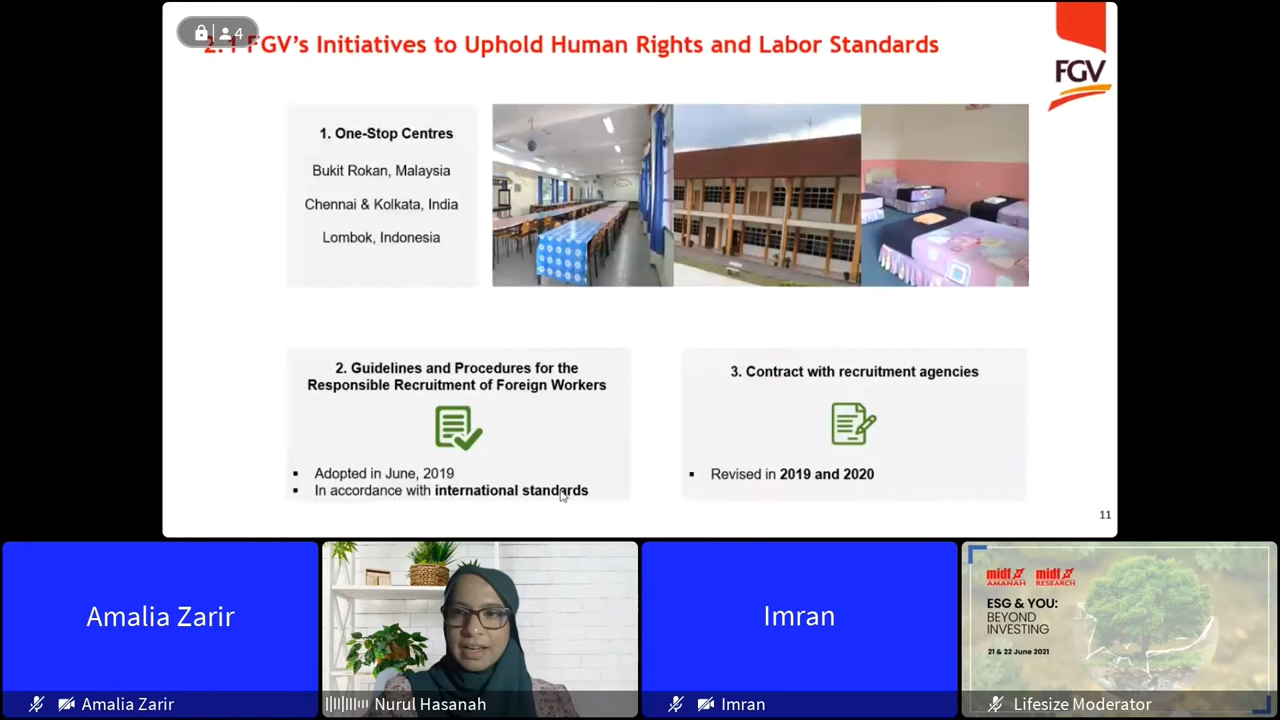 4
2.1 FGV's Initiatives to Uphold Human Rights and Labor Standards
FGV
1. One-Stop Centres
Bukit Rokan, Malaysia
Chennai & Kolkata, India
Lombok, Indonesia
2. Guidelines and Procedures for the
Responsible Recruitment of Foreign Workers
▪ Adopted in June, 2019
▪ In accordance with international standards
3. Contract with recruitment agencies
▪ Revised in 2019 and 2020
11
Amalia Zarir
Amalia Zarir
Nurul Hasanah
Imran
Imran
midf AMANAH
midf RESEARCH
ESG & YOU:
BEYOND
INVESTING
21 & 22 June 2021
Lifesize Moderator